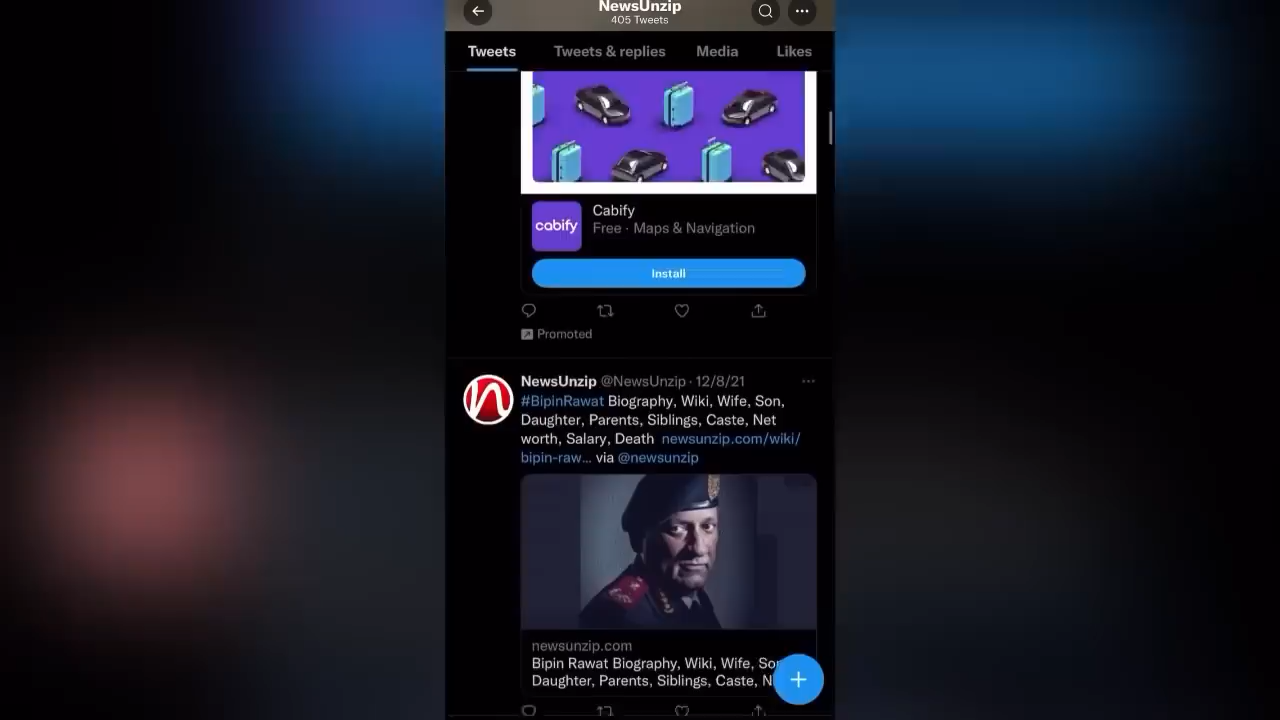 NewsUnzip
405 Tweets
Tweets Tweets & replies Media Likes
cabify
Cabify
Free · Maps & Navigation
Install
Promoted
NewsUnzip @NewsUnzip · 12/8/21
#BipinRawat Biography, Wiki, Wife, Son,
Daughter, Parents, Siblings, Caste, Net
worth, Salary, Death newsunzip.com/wiki/
bipin-raw... via @newsunzip
newsunzip.com
Bipin Rawat Biography, Wiki, Wife, So
Daughter, Parents, Siblings, Caste, N